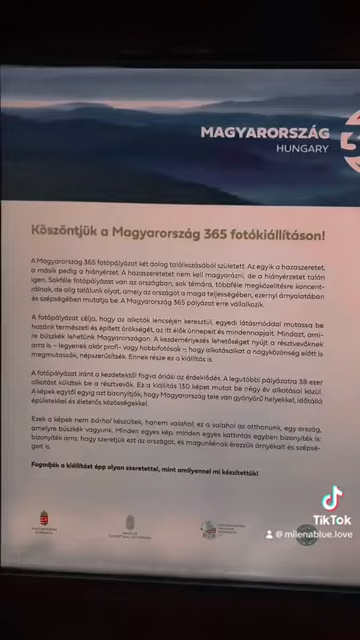 MAGYARORSZÁG
HUNGARY
Köszöntjük a Magyarország 365 fotókiállításon!
A Magyarország 365 fotópályázat két dolog találkozásából született. Az egyik a hazaszeretet,
a másik pedig a hiányérzet. A hazaszeretetet nem kell magyarázni, de a hiányérzetet talán
igen. Sokféle fotópályázat van az országban, sok témára, többféle megközelítésre koncent-
rálnak, de alig találunk olyat, amely az országot a maga teljességében, ezernyi árnyalatában
és szépségében mutatja be. A Magyarország 365 pályázat erre vállalkozik.
A fotópályázat célja, hogy az alkotók lencséjén keresztül, egyedi látásmóddal mutassa be
hazánk természeti és épített örökségét, az itt élők ünnepeit és mindennapjait. Mindazt, ami-
re büszkék lehetünk Magyarországon. A kezdeményezés lehetőséget nyújt a résztvevőknek
arra is – legyenek akár profi- vagy hobbifotósok –, hogy alkotásaikat a nagyközönség előtt is
megmutassák, népszerűsítsék. Ennek része ez a kiállítás is.
A fotópályázat iránt a kezdetektől fogva óriási az érdeklődés. A legutóbbi pályázatra 38 ezer
alkotást küldtek be a résztvevők. Ez a kiállítás 130 képet mutat be négy év alkotásai közül.
A képek egytől egyig azt bizonyítják, hogy Magyarország tele van gyönyörű helyekkel, időtálló
épületekkel és életerős közösségekkel.
Ezek a képek nem bárhol készültek, hanem valahol, ez a valahol az otthonunk, egy ország,
amelyre büszkék vagyunk. Minden egyes kép, minden egyes kattintás egyben bizonyíték is:
bizonyíték arra, hogy szeretjük ezt az országot, és magunkénak érezzük árnyait és szépsé-
geit is.
Fogadják a kiállítást épp olyan szeretettel, mint amilyennel mi készítettük!
TikTok
@milenablue.love